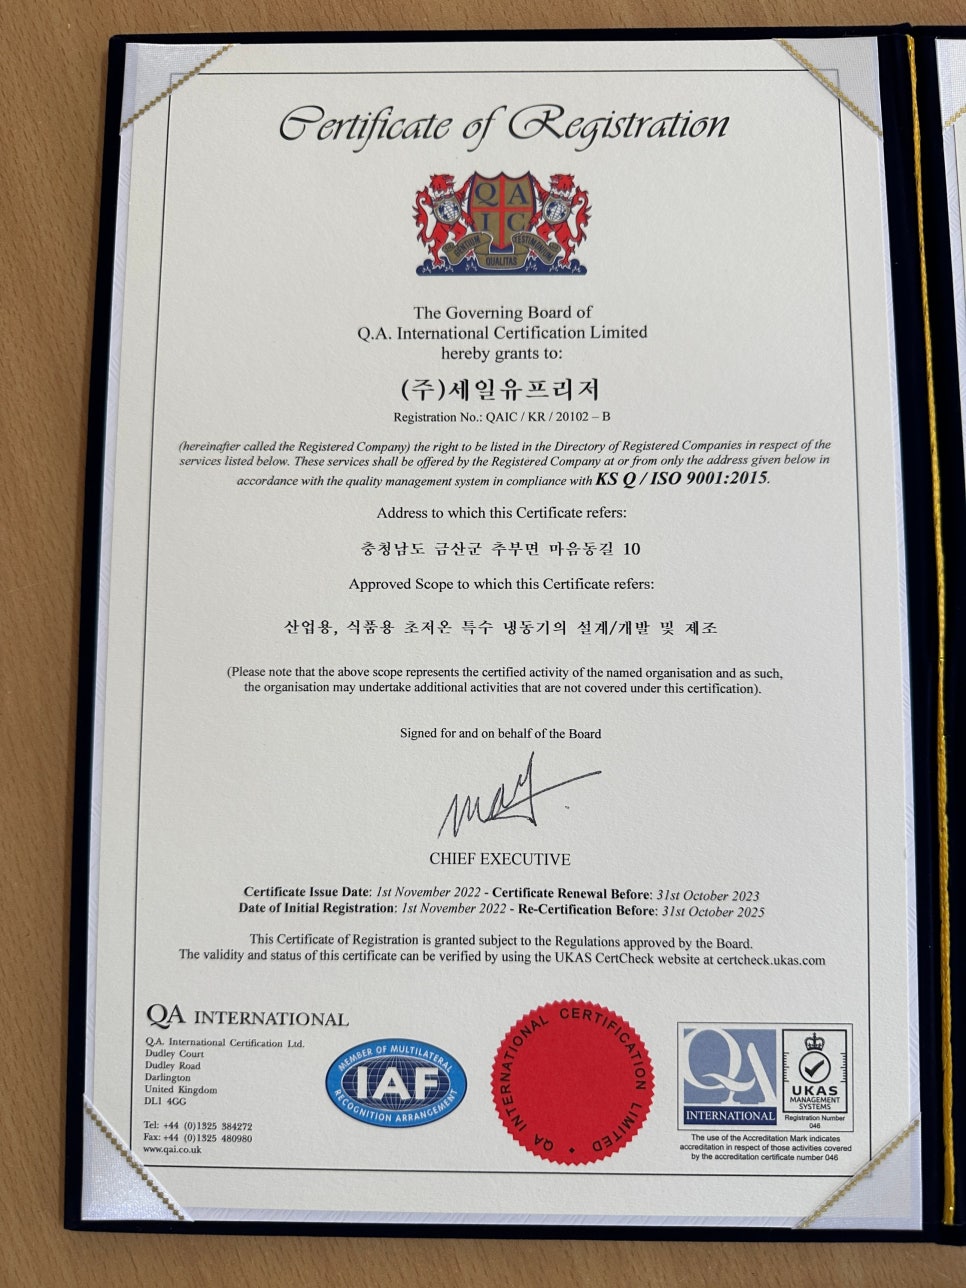 Certificate of Registration
QA
IC
GENTIUM QUALITAS TESTIMONIUM
The Governing Board of
Q.A. International Certification Limited
hereby grants to:
(주)세일유프리저
Registration No.: QAIC / KR / 20102 – B
(hereinafter called the Registered Company) the right to be listed in the Directory of Registered Companies in respect of the
services listed below. These services shall be offered by the Registered Company at or from only the address given below in
accordance with the quality management system in compliance with KS Q / ISO 9001:2015.
Address to which this Certificate refers:
충청남도 금산군 추부면 마음동길 10
Approved Scope to which this Certificate refers:
산업용, 식품용 초저온 특수 냉동기의 설계/개발 및 제조
(Please note that the above scope represents the certified activity of the named organisation and as such,
the organisation may undertake additional activities that are not covered under this certification).
Signed for and on behalf of the Board
CHIEF EXECUTIVE
Certificate Issue Date: 1st November 2022 - Certificate Renewal Before: 31st October 2023
Date of Initial Registration: 1st November 2022 - Re-Certification Before: 31st October 2025
This Certificate of Registration is granted subject to the Regulations approved by the Board.
The validity and status of this certificate can be verified by using the UKAS CertCheck website at certcheck.ukas.com
QA INTERNATIONAL
Q.A. International Certification Ltd.
Dudley Court
Dudley Road
Darlington
United Kingdom
DL1 4GG
Tel: +44 (0)1325 384272
Fax: +44 (0)1325 480980
www.qai.co.uk
MEMBER OF MULTILATERAL
IAF
RECOGNITION ARRANGEMENT
QA INTERNATIONAL CERTIFICATION LIMITED
QA
INTERNATIONAL
UKAS
MANAGEMENT
SYSTEMS
Registration Number
046
The use of the Accreditation Mark indicates
accreditation in respect of those activities covered
by the accreditation certificate number 046